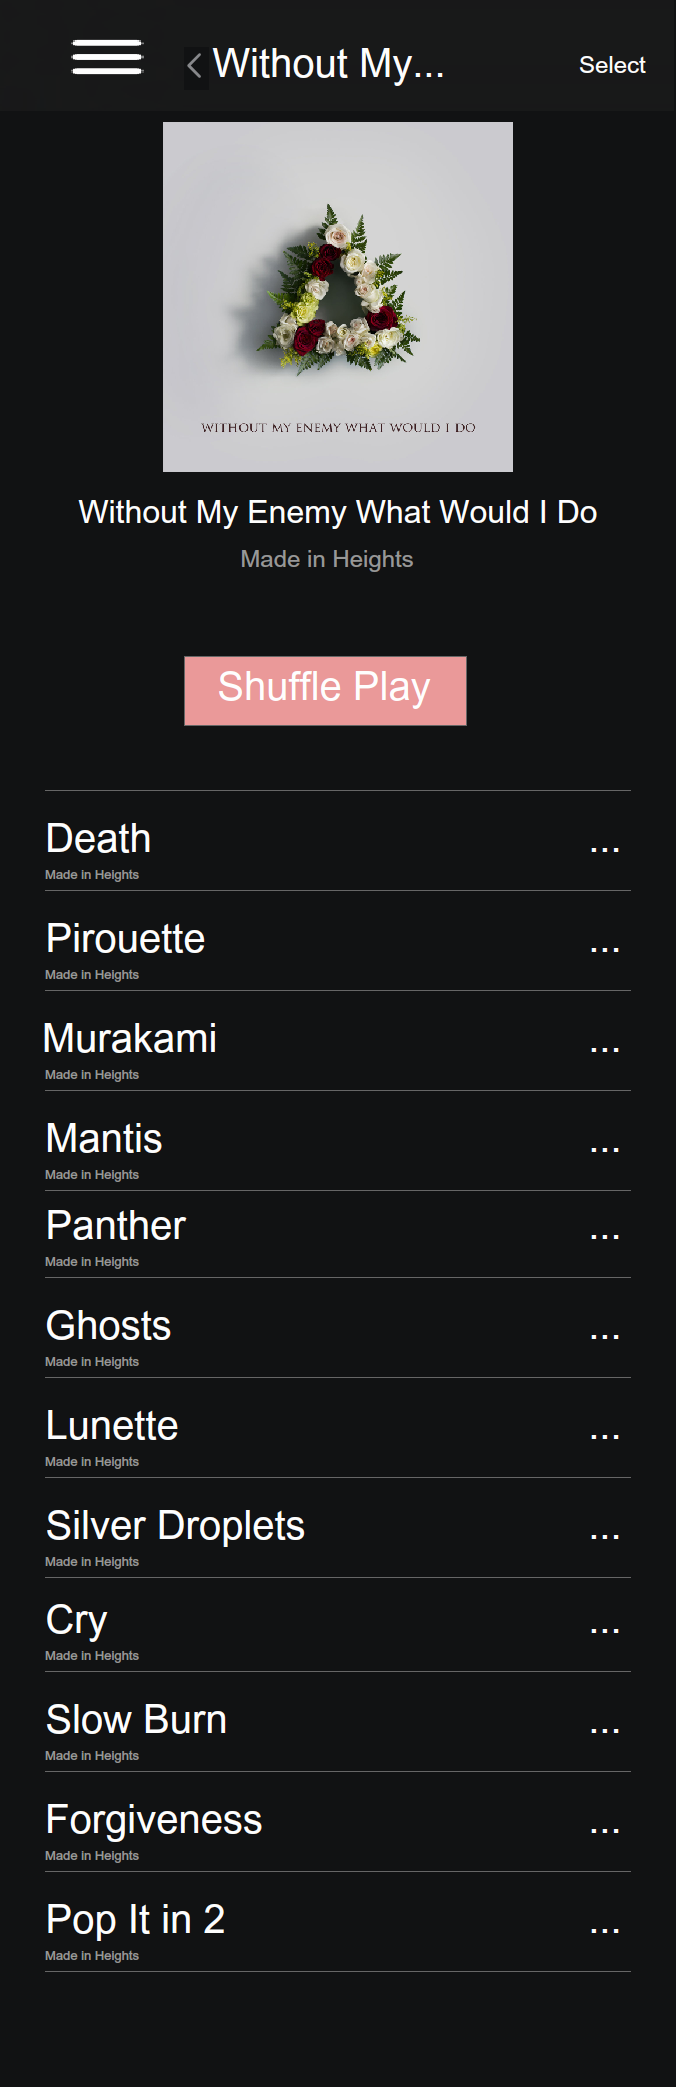 Without My...
Select
WITHOUT MY ENEMY WHAT WOULD I DO
Without My Enemy What Would I Do
Made in Heights
Shuffle Play
Death ...
Made in Heights
Pirouette ...
Made in Heights
Murakami ...
Made in Heights
Mantis ...
Made in Heights
Panther ...
Made in Heights
Ghosts ...
Made in Heights
Lunette ...
Made in Heights
Silver Droplets ...
Made in Heights
Cry ...
Made in Heights
Slow Burn ...
Made in Heights
Forgiveness ...
Made in Heights
Pop It in 2 ...
Made in Heights